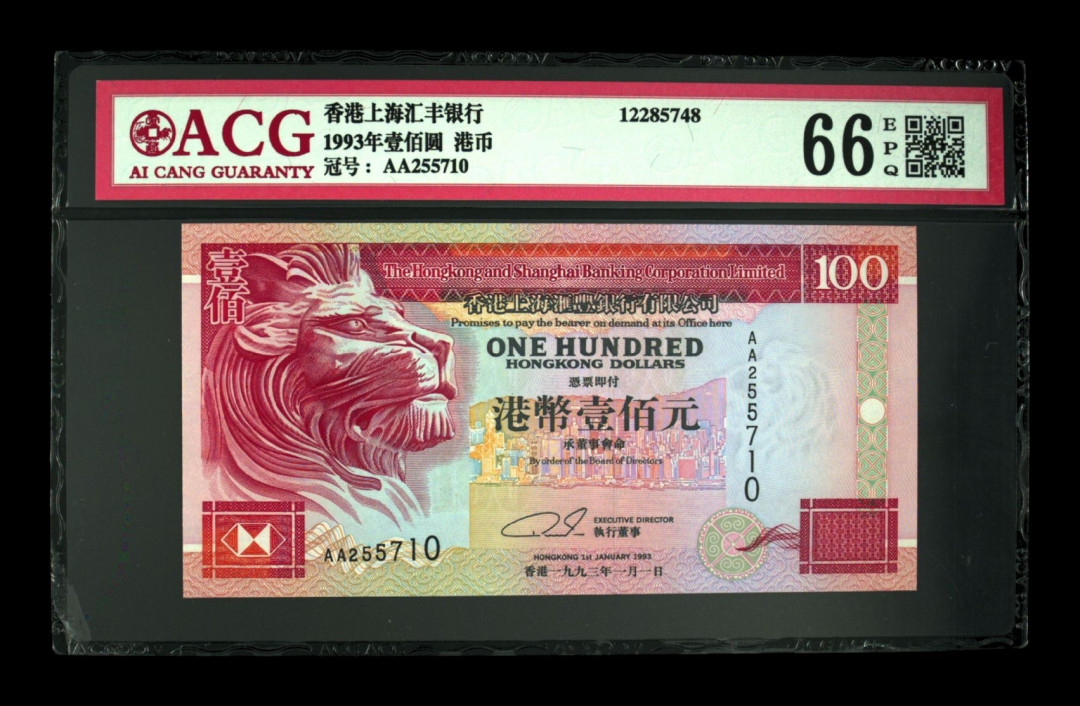 ACG
AI CANG GUARANTY
香港上海汇丰银行
1993年壹佰圆 港币
冠号：AA255710
12285748
66
EPQ
壹佰
The Hongkong and Shanghai Banking Corporation Limited
100
香港上海滙豐銀行有限公司
Promises to pay the bearer on demand at its Office here
ONE HUNDRED
HONGKONG DOLLARS
憑票即付
港幣壹佰元
承董事會命
By order of the Board of Directors
AA255710
EXECUTIVE DIRECTOR
執行董事
AA255710
HONGKONG 1st JANUARY 1993
香港一九九三年一月一日